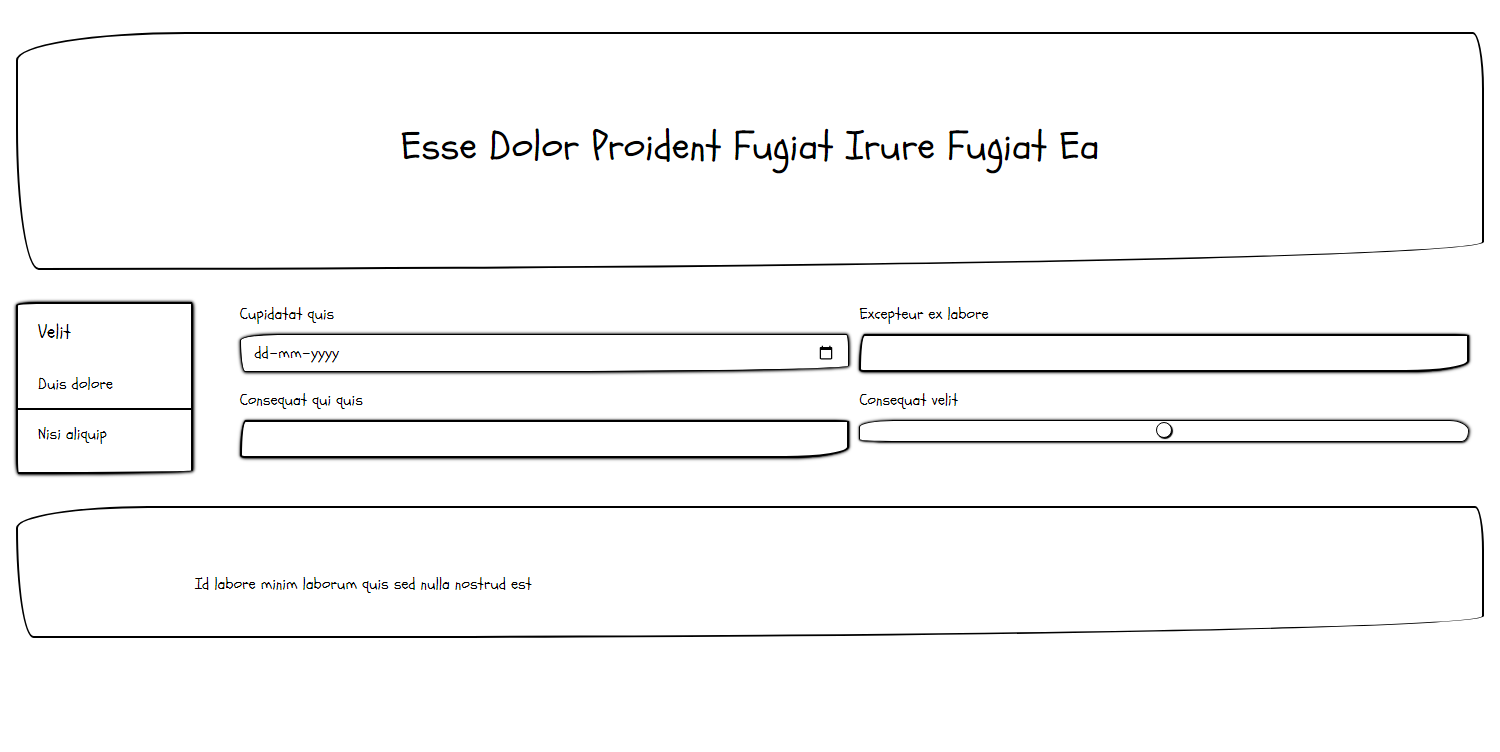 Esse Dolor Proident Fugiat Irure Fugiat Ea
Velit
Duis dolore
Nisi aliquip
Cupidatat quis
dd-mm-yyyy
Excepteur ex labore
Consequat qui quis
Consequat velit
Id labore minim laborum quis sed nulla nostrud est